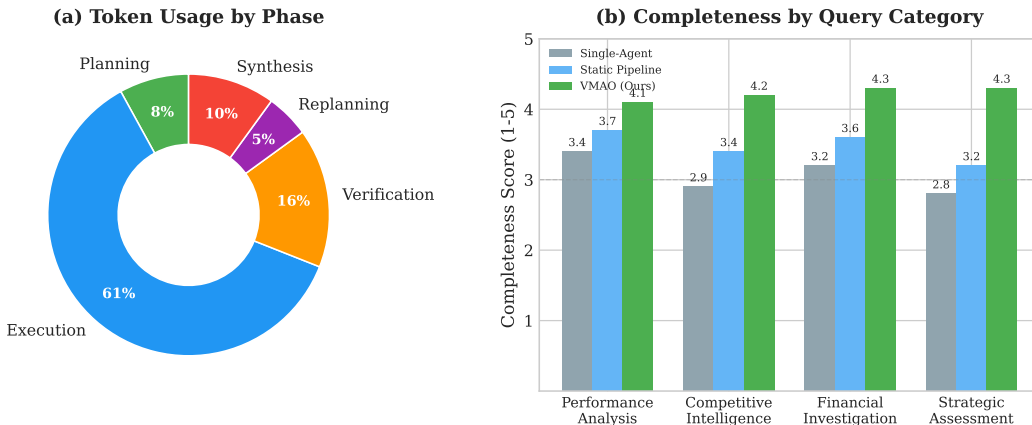 (a) Token Usage by Phase
Planning
Synthesis
Replanning
Verification
Execution
8%
10%
5%
16%
61%
(b) Completeness by Query Category
Completeness Score (1-5)
5
4
3
2
1
Single-Agent
Static Pipeline
VMAO (Ours)
3.4
3.7
4.1
2.9
3.4
4.2
3.2
3.6
4.3
2.8
3.2
4.3
Performance
Analysis
Competitive
Intelligence
Financial
Investigation
Strategic
Assessment